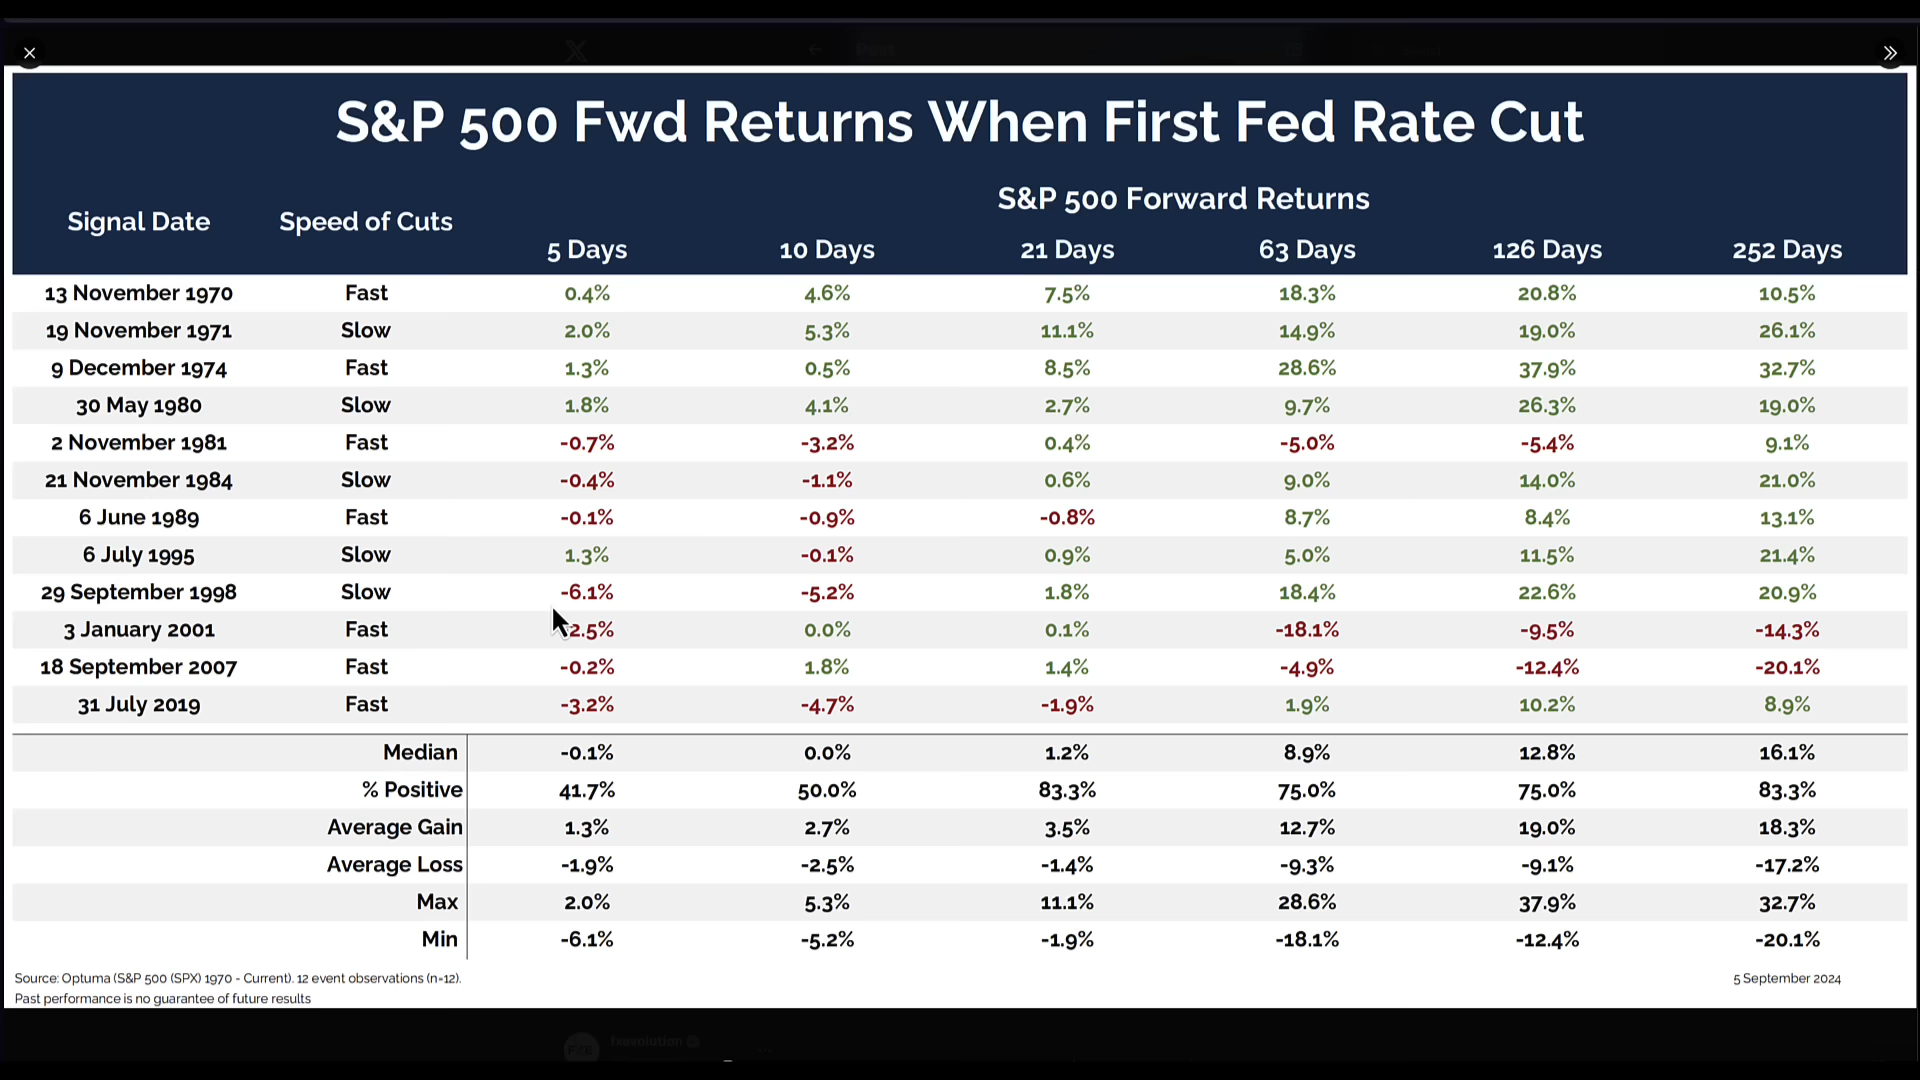 Post
S&P 500 Fwd Returns When First Fed Rate Cut
S&P 500 Forward Returns
Signal Date Speed of Cuts
5 Days 10 Days 21 Days 63 Days 126 Days 252 Days
13 November 1970 Fast 0.4% 4.6% 7.5% 18.3% 20.8% 10.5%
19 November 1971 Slow 2.0% 5.3% 11.1% 14.9% 19.0% 26.1%
9 December 1974 Fast 1.3% 0.5% 8.5% 28.6% 37.9% 32.7%
30 May 1980 Slow 1.8% 4.1% 2.7% 9.7% 26.3% 19.0%
2 November 1981 Fast -0.7% -3.2% 0.4% -5.0% -5.4% 9.1%
21 November 1984 Slow -0.4% -1.1% 0.6% 9.0% 14.0% 21.0%
6 June 1989 Fast -0.1% -0.9% -0.8% 8.7% 8.4% 13.1%
6 July 1995 Slow 1.3% -0.1% 0.9% 5.0% 11.5% 21.4%
29 September 1998 Slow -6.1% -5.2% 1.8% 18.4% 22.6% 20.9%
3 January 2001 Fast 2.5% 0.0% 0.1% -18.1% -9.5% -14.3%
18 September 2007 Fast -0.2% 1.8% 1.4% -4.9% -12.4% -20.1%
31 July 2019 Fast -3.2% -4.7% -1.9% 1.9% 10.2% 8.9%
Median -0.1% 0.0% 1.2% 8.9% 12.8% 16.1%
% Positive 41.7% 50.0% 83.3% 75.0% 75.0% 83.3%
Average Gain 1.3% 2.7% 3.5% 12.7% 19.0% 18.3%
Average Loss -1.9% -2.5% -1.4% -9.3% -9.1% -17.2%
Max 2.0% 5.3% 11.1% 28.6% 37.9% 32.7%
Min -6.1% -5.2% -1.9% -18.1% -12.4% -20.1%
Source: Optuma (S&P 500 (SPX) 1970 - Current). 12 event observations (n=12).
5 September 2024
Past performance is no guarantee of future results
fxevolution